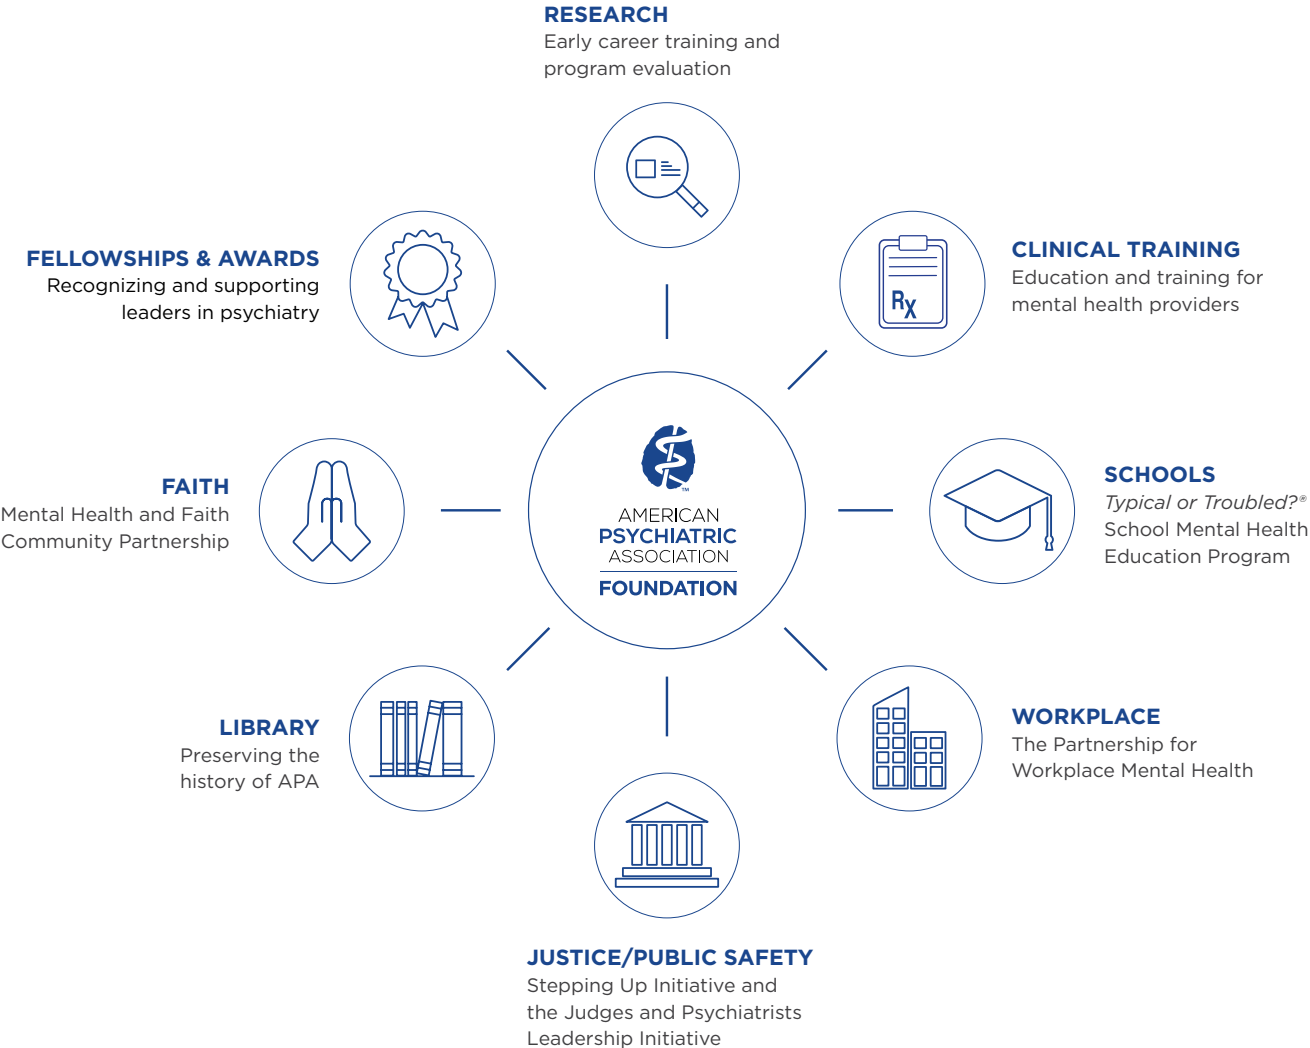 RESEARCH
Early career training and
program evaluation
CLINICAL TRAINING
Education and training for
mental health providers
Rx
SCHOOLS
Typical or Troubled?®
School Mental Health
Education Program
WORKPLACE
The Partnership for
Workplace Mental Health
JUSTICE/PUBLIC SAFETY
Stepping Up Initiative and
the Judges and Psychiatrists
Leadership Initiative
LIBRARY
Preserving the
history of APA
FAITH
Mental Health and Faith
Community Partnership
FELLOWSHIPS & AWARDS
Recognizing and supporting
leaders in psychiatry
™
AMERICAN
PSYCHIATRIC
ASSOCIATION
FOUNDATION